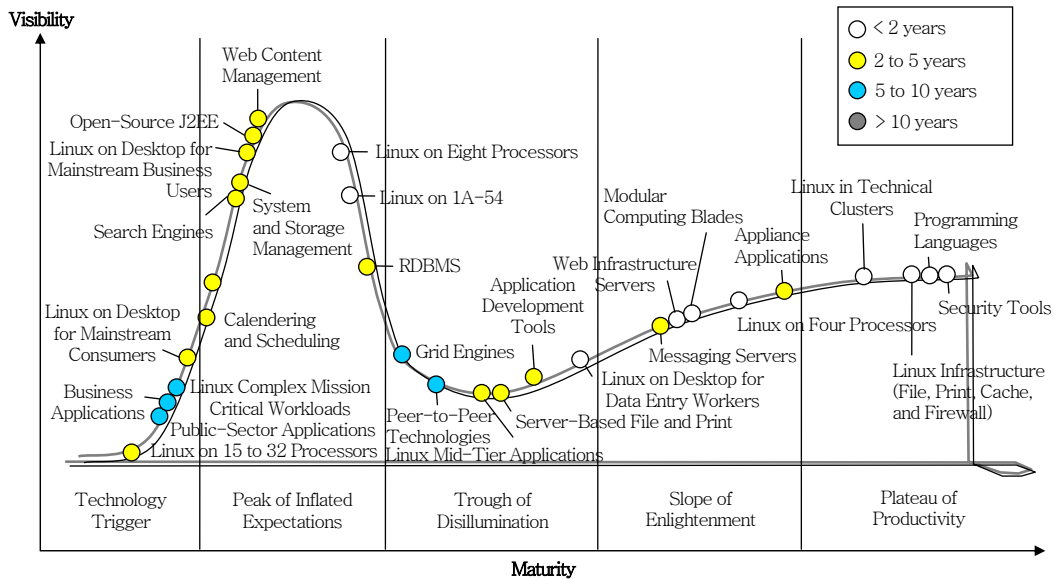 Visibility
< 2 years
2 to 5 years
5 to 10 years
> 10 years
Web Content
Management
Open-Source J2EE
Linux on Desktop for
Mainstream Business
Users
Search Engines
System
and Storage
Management
Linux on Eight Processors
Linux on 1A-54
RDBMS
Linux on Desktop
for Mainstream
Consumers
Calendering
and Scheduling
Business
Applications
Linux Complex Mission
Critical Workloads
Public-Sector Applications
Linux on 15 to 32 Processors
Grid Engines
Peer-to-Peer
Technologies
Linux Mid-Tier Applications
Application
Development
Tools
Server-Based File and Print
Linux on Desktop for
Data Entry Workers
Messaging Servers
Web Infrastructure
Servers
Modular
Computing Blades
Linux on Four Processors
Appliance
Applications
Linux in Technical
Clusters
Programming
Languages
Security Tools
Linux Infrastructure
(File, Print, Cache,
and Firewall)
Technology
Trigger
Peak of Inflated
Expectations
Trough of
Disillumination
Slope of
Enlightenment
Plateau of
Productivity
Maturity